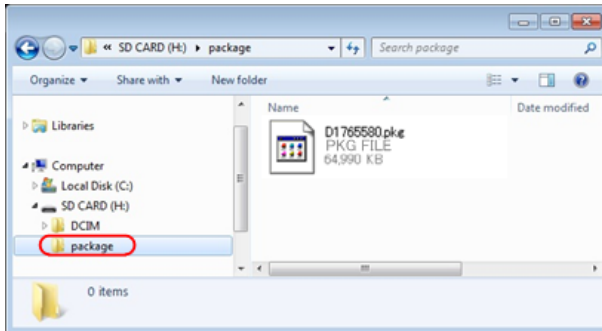 « SD CARD (H:) ▸ package
Search package
Organize ▾ Share with ▾ New folder
Name Date modified
Libraries
Computer
Local Disk (C:)
SD CARD (H:)
DCIM
package
D1765580.pkg
PKG FILE
64,990 KB
0 items